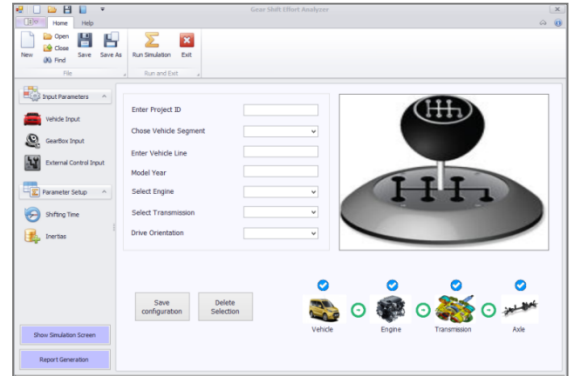 Gear Shift Effort Analyzer
Home Help
New
Open
Close
Find
Save
Save As
Run Simulation
Exit
File
Run and Exit
Input Parameters
Vehicle Input
GearBox Input
External Control Input
Parameter Setup
Shifting Time
Inertias
Show Simulation Screen
Report Generation
Enter Project ID
Chose Vehicle Segment
Enter Vehicle Line
Model Year
Select Engine
Select Transmission
Drive Orientation
Save
configuration
Delete
Selection
Vehicle
Engine
Transmission
Axle